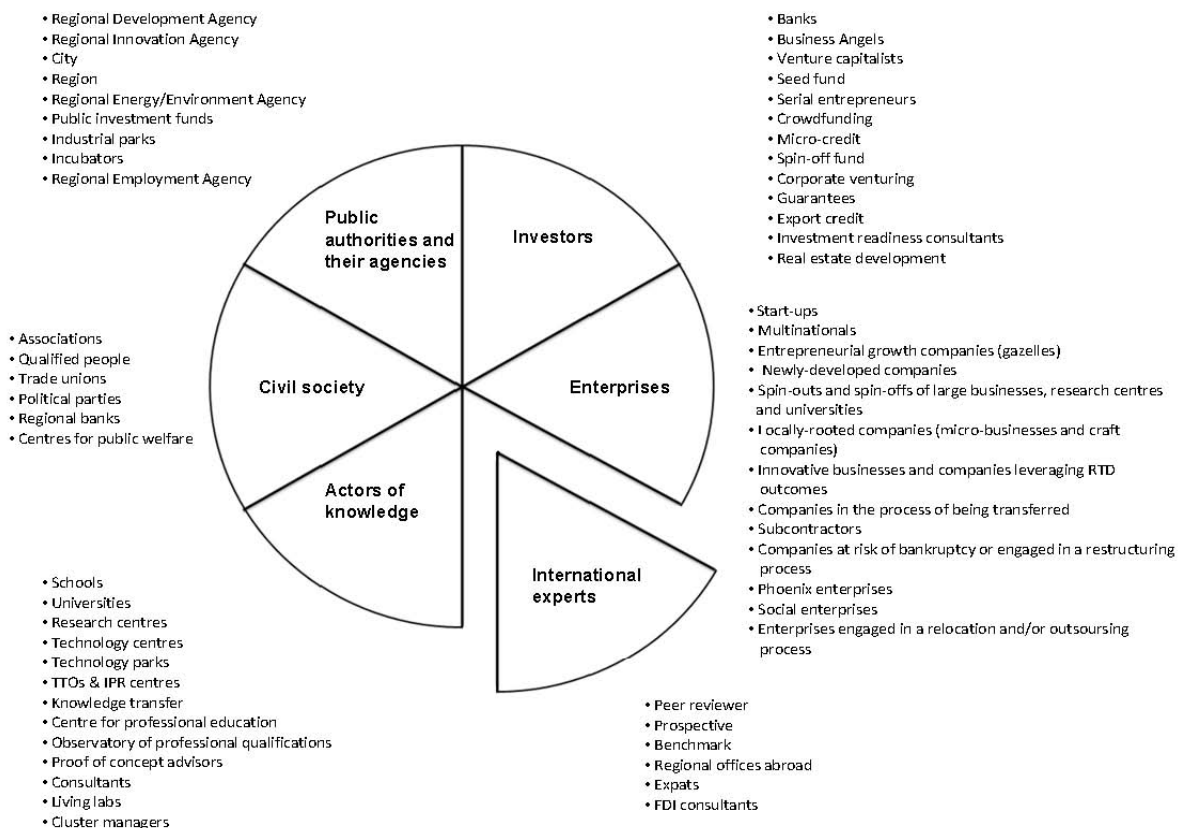 • Regional Development Agency
• Regional Innovation Agency
• City
• Region
• Regional Energy/Environment Agency
• Public investment funds
• Industrial parks
• Incubators
• Regional Employment Agency
• Banks
• Business Angels
• Venture capitalists
• Seed fund
• Serial entrepreneurs
• Crowdfunding
• Micro-credit
• Spin-off fund
• Corporate venturing
• Guarantees
• Export credit
• Investment readiness consultants
• Real estate development
Public
authorities and
their agencies
Investors
• Associations
• Qualified people
• Trade unions
• Political parties
• Regional banks
• Centres for public welfare
Civil society
Enterprises
• Start-ups
• Multinationals
• Entrepreneurial growth companies (gazelles)
• Newly-developed companies
• Spin-outs and spin-offs of large businesses, research centres
and universities
• Locally-rooted companies (micro-businesses and craft
companies)
• Innovative businesses and companies leveraging RTD
outcomes
• Companies in the process of being transferred
• Subcontractors
• Companies at risk of bankruptcy or engaged in a restructuring
process
• Phoenix enterprises
• Social enterprises
• Enterprises engaged in a relocation and/or outsoursing
process
Actors of
knowledge
International
experts
• Schools
• Universities
• Research centres
• Technology centres
• Technology parks
• TTOs & IPR centres
• Knowledge transfer
• Centre for professional education
• Observatory of professional qualifications
• Proof of concept advisors
• Consultants
• Living labs
• Cluster managers
• Peer reviewer
• Prospective
• Benchmark
• Regional offices abroad
• Expats
• FDI consultants